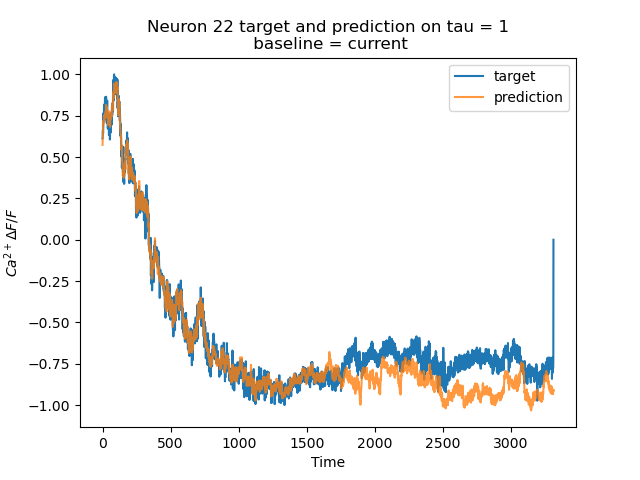 Neuron 22 target and prediction on tau = 1
baseline = current
target
prediction
1.00
0.75
0.50
0.25
0.00
−0.25
−0.50
−0.75
−1.00
Ca²⁺ ΔF/F
0 500 1000 1500 2000 2500 3000
Time